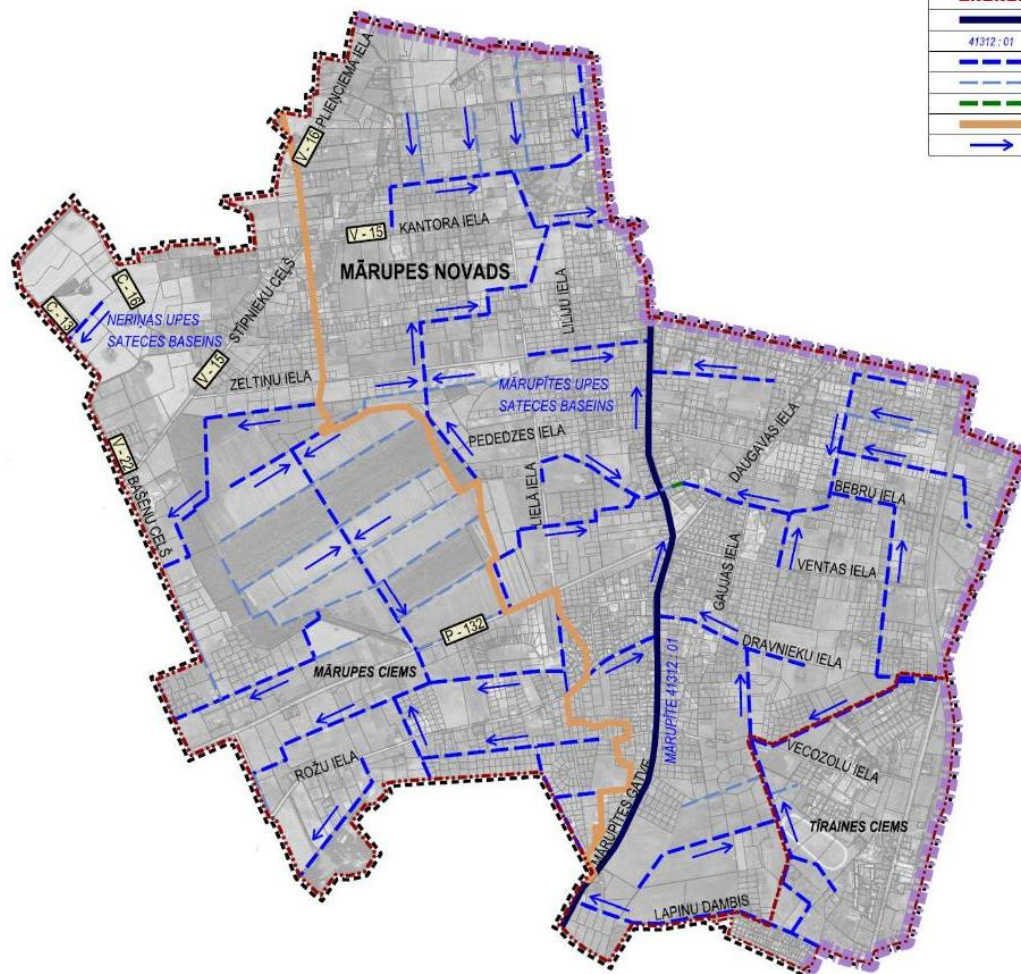 41312 : 01
PLIEŅCIEMA IELA
V - 16
KANTORA IELA
V - 15
MĀRUPES NOVADS
C - 16
C - 13
STĪPNIEKU CEĻŠ
LILIJU IELA
NERIŅAS UPES
SATECES BASEINS
V - 15
ZELTIŅU IELA
MĀRUPĪTES UPES
SATECES BASEINS
PEDEDZES IELA
DAUGAVAS IELA
V - 22
BAŠĒNU CEĻŠ
LIELĀ IELA
BEBRU IELA
GAUJAS IELA
VENTAS IELA
P - 132
DRAVNIEKU IELA
MĀRUPES CIEMS
MĀRUPĪTE 41312 : 01
ROŽU IELA
VECOZOLU IELA
MĀRUPĪTES GATVE
TĪRAINES CIEMS
LAPIŅU DAMBIS